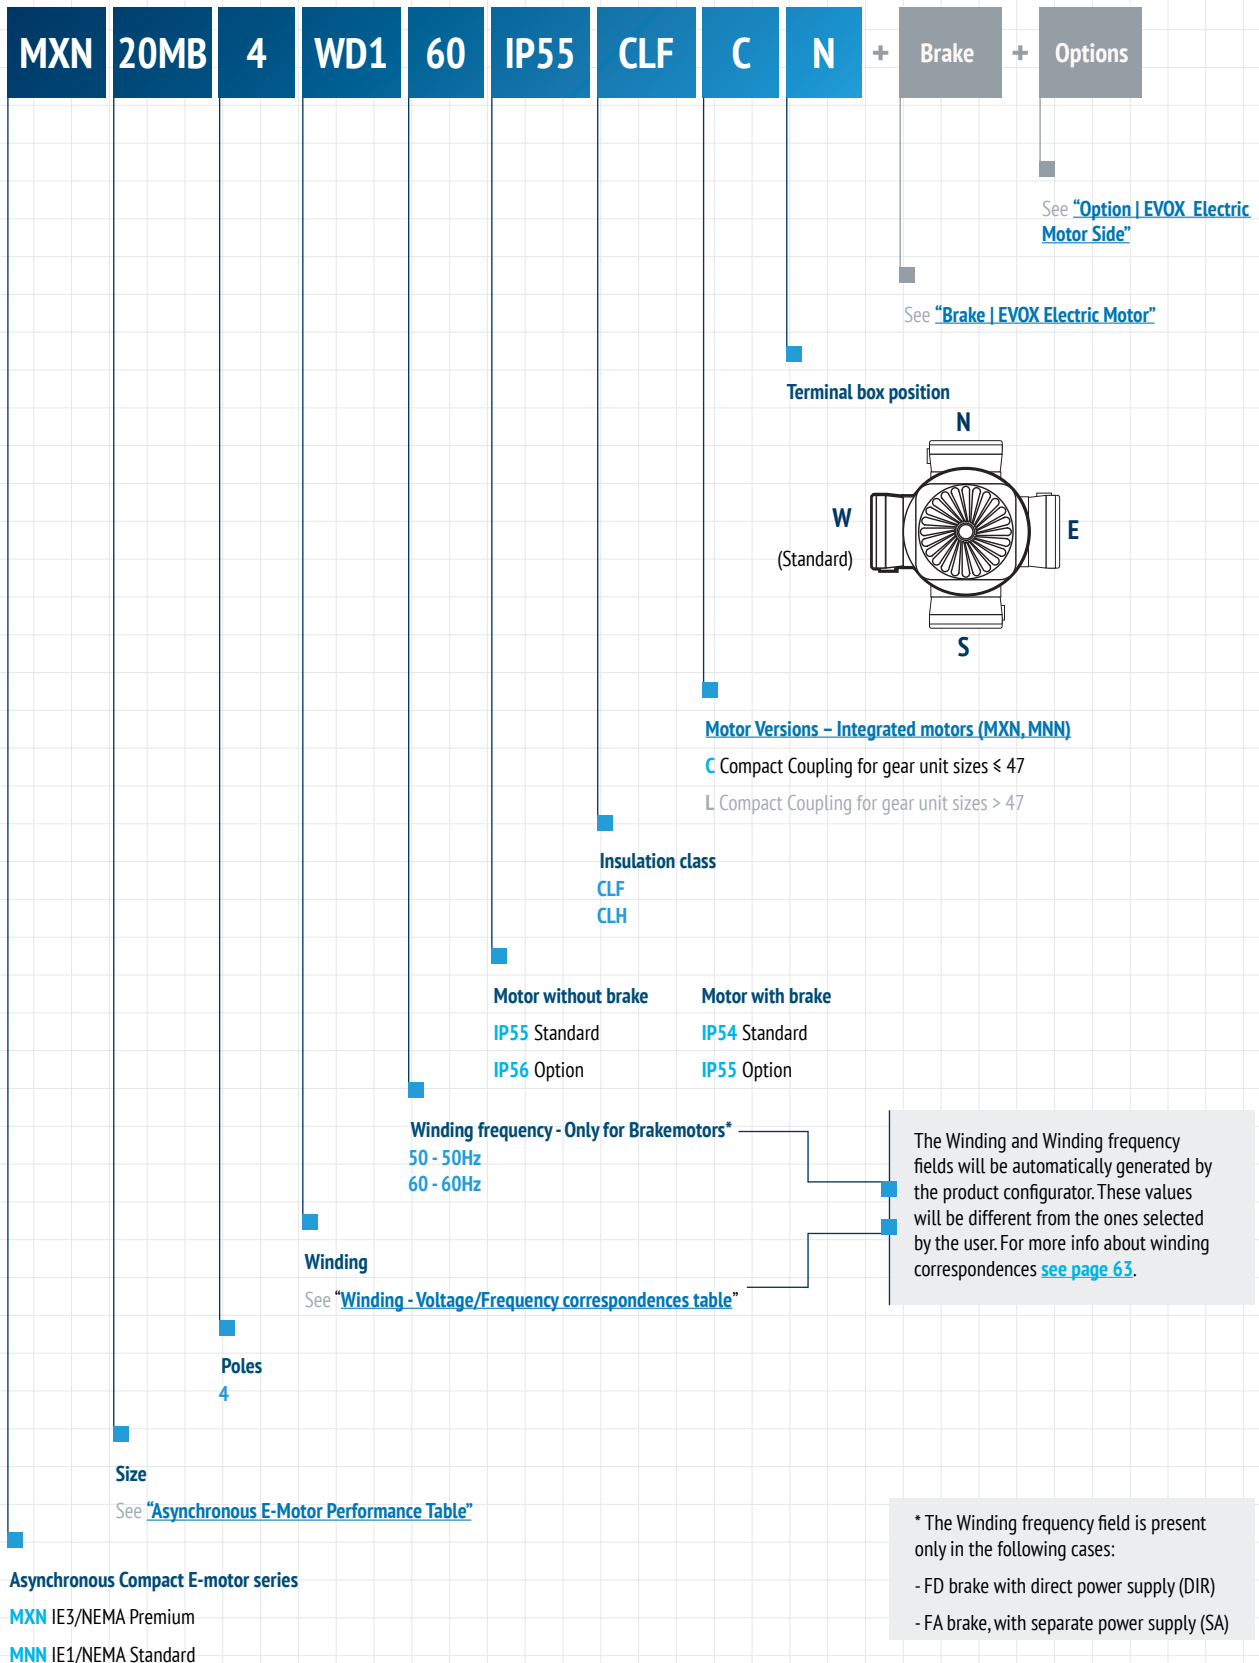 MXN 20MB 4 WD1 60 IP55 CLF C N + Brake + Options
See “Option | EVOX Electric
Motor Side”
See “Brake | EVOX Electric Motor”
Terminal box position
N
W
E
(Standard)
S
Motor Versions – Integrated motors (MXN, MNN)
C Compact Coupling for gear unit sizes ≤ 47
L Compact Coupling for gear unit sizes > 47
Insulation class
CLF
CLH
Motor without brake
IP55 Standard
IP56 Option
Motor with brake
IP54 Standard
IP55 Option
Winding frequency - Only for Brakemotors*
50 - 50Hz
60 - 60Hz
The Winding and Winding frequency
fields will be automatically generated by
the product configurator. These values
will be different from the ones selected
by the user. For more info about winding
correspondences see page 63.
Winding
See “Winding - Voltage/Frequency correspondences table”
Poles
4
Size
See “Asynchronous E-Motor Performance Table”
Asynchronous Compact E-motor series
MXN IE3/NEMA Premium
MNN IE1/NEMA Standard
* The Winding frequency field is present
only in the following cases:
- FD brake with direct power supply (DIR)
- FA brake, with separate power supply (SA)